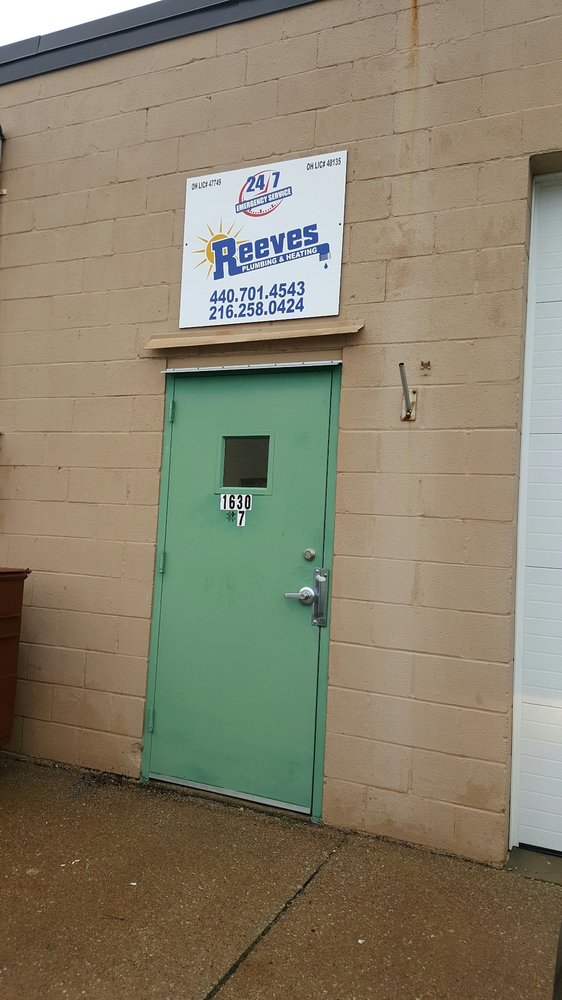 OH LIC# 47749
OH LIC# 48135
24/7
EMERGENCY SERVICE
Reeves
PLUMBING & HEATING
440.701.4543
216.258.0424
1630
#7